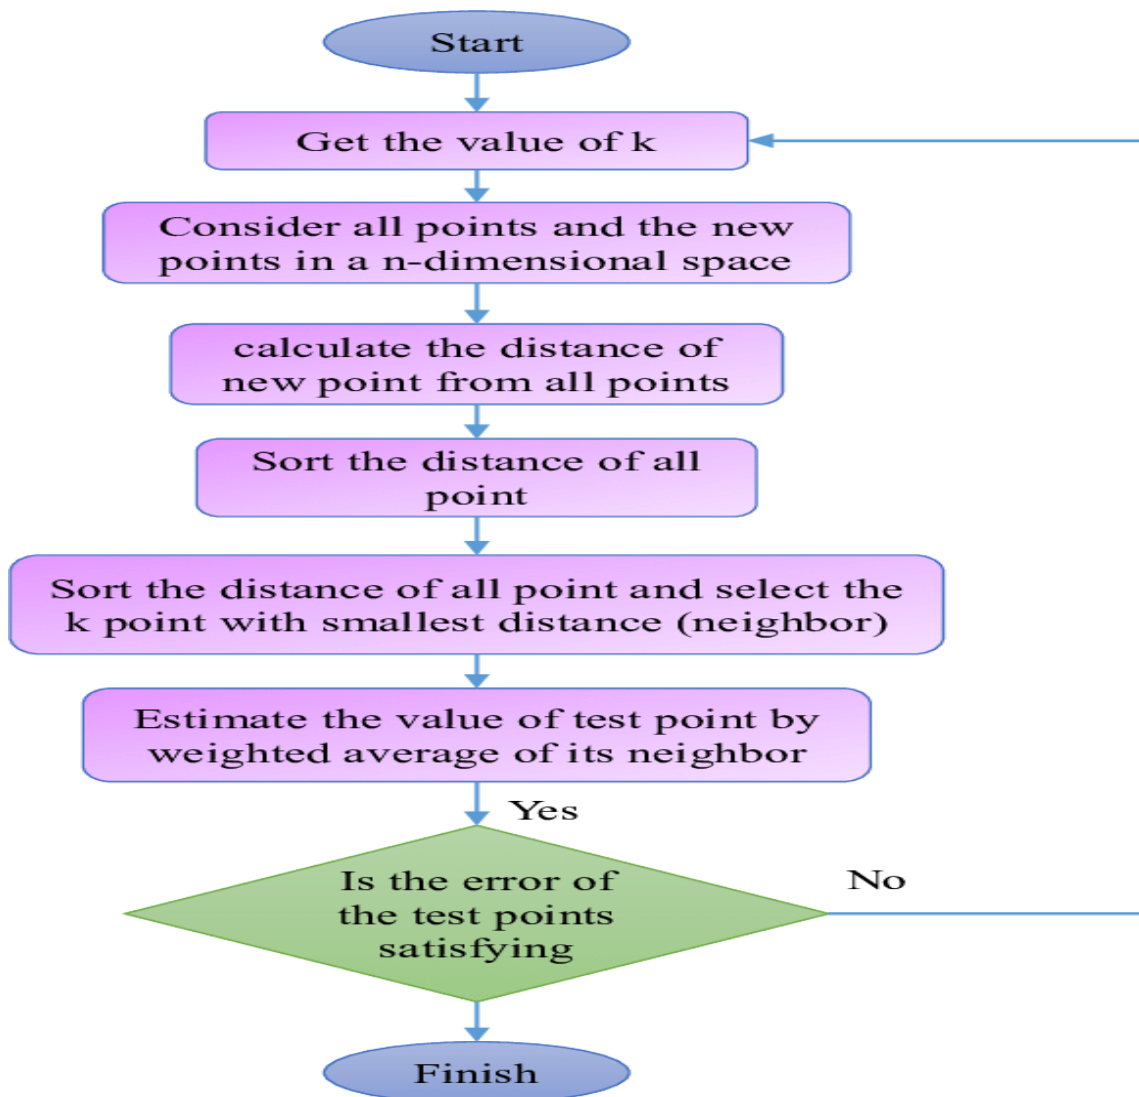 Start
Get the value of k
Consider all points and the new
points in a n-dimensional space
calculate the distance of
new point from all points
Sort the distance of all
point
Sort the distance of all point and select the
k point with smallest distance (neighbor)
Estimate the value of test point by
weighted average of its neighbor
Yes
Is the error of
the test points
satisfying
No
Finish